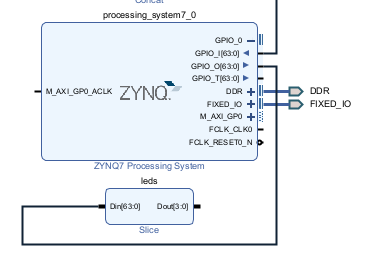 Concat
processing_system7_0
GPIO_0
GPIO_I[63:0]
GPIO_O[63:0]
GPIO_T[63:0]
M_AXI_GP0_ACLK
ZYNQ.
DDR
DDR
FIXED_IO
FIXED_IO
M_AXI_GP0
FCLK_CLK0
FCLK_RESET0_N
ZYNQ7 Processing System
leds
Din[63:0]
Dout[3:0]
Slice